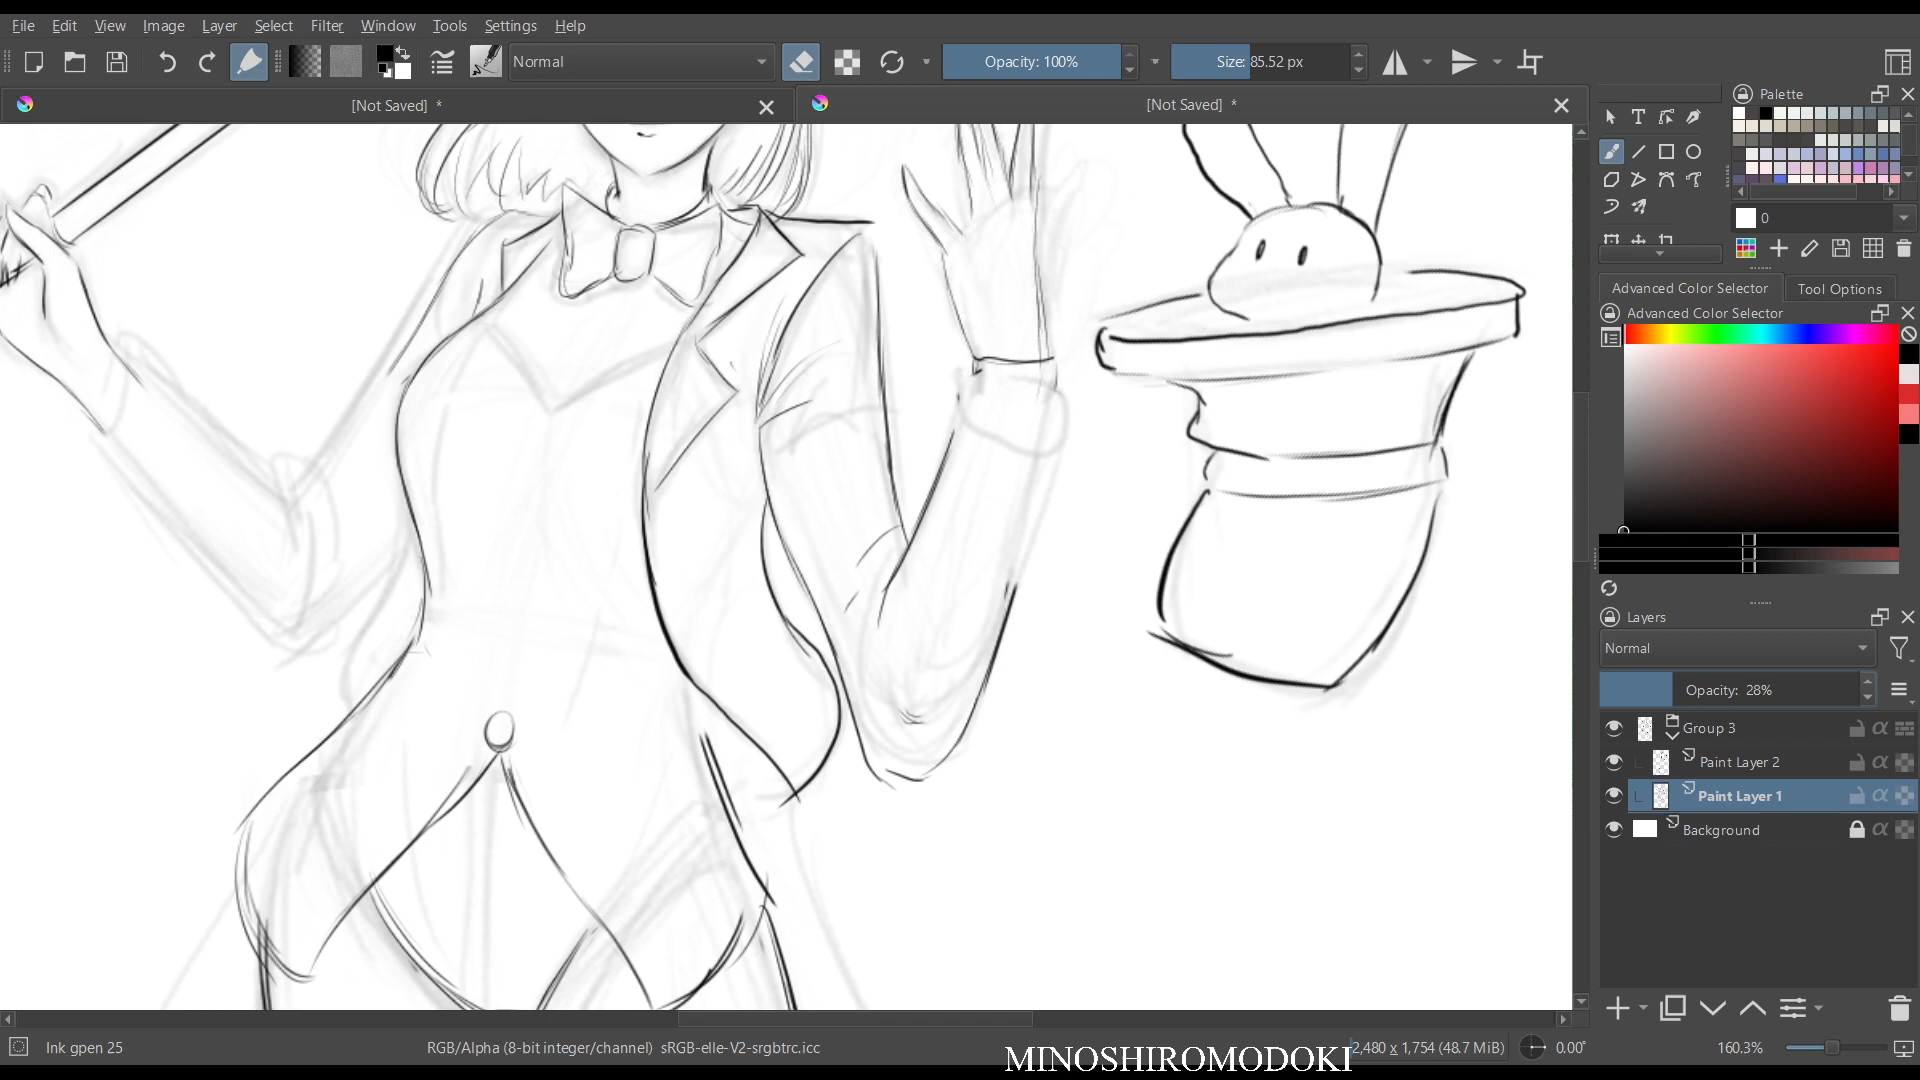 File Edit View Image Layer Select Filter Window Tools Settings Help
Normal Opacity: 100% Size: 85.52 px
[Not Saved] * [Not Saved] *
Palette
0
Advanced Color Selector Tool Options
Advanced Color Selector
Layers
Normal
Opacity: 28%
Group 3
Paint Layer 2
Paint Layer 1
Background
Ink gpen 25 RGB/Alpha (8-bit integer/channel) sRGB-elle-V2-srgbtrc.icc 2,480 x 1,754 (48.7 MiB) 0.00° 160.3%
MINOSHIROMODOKI